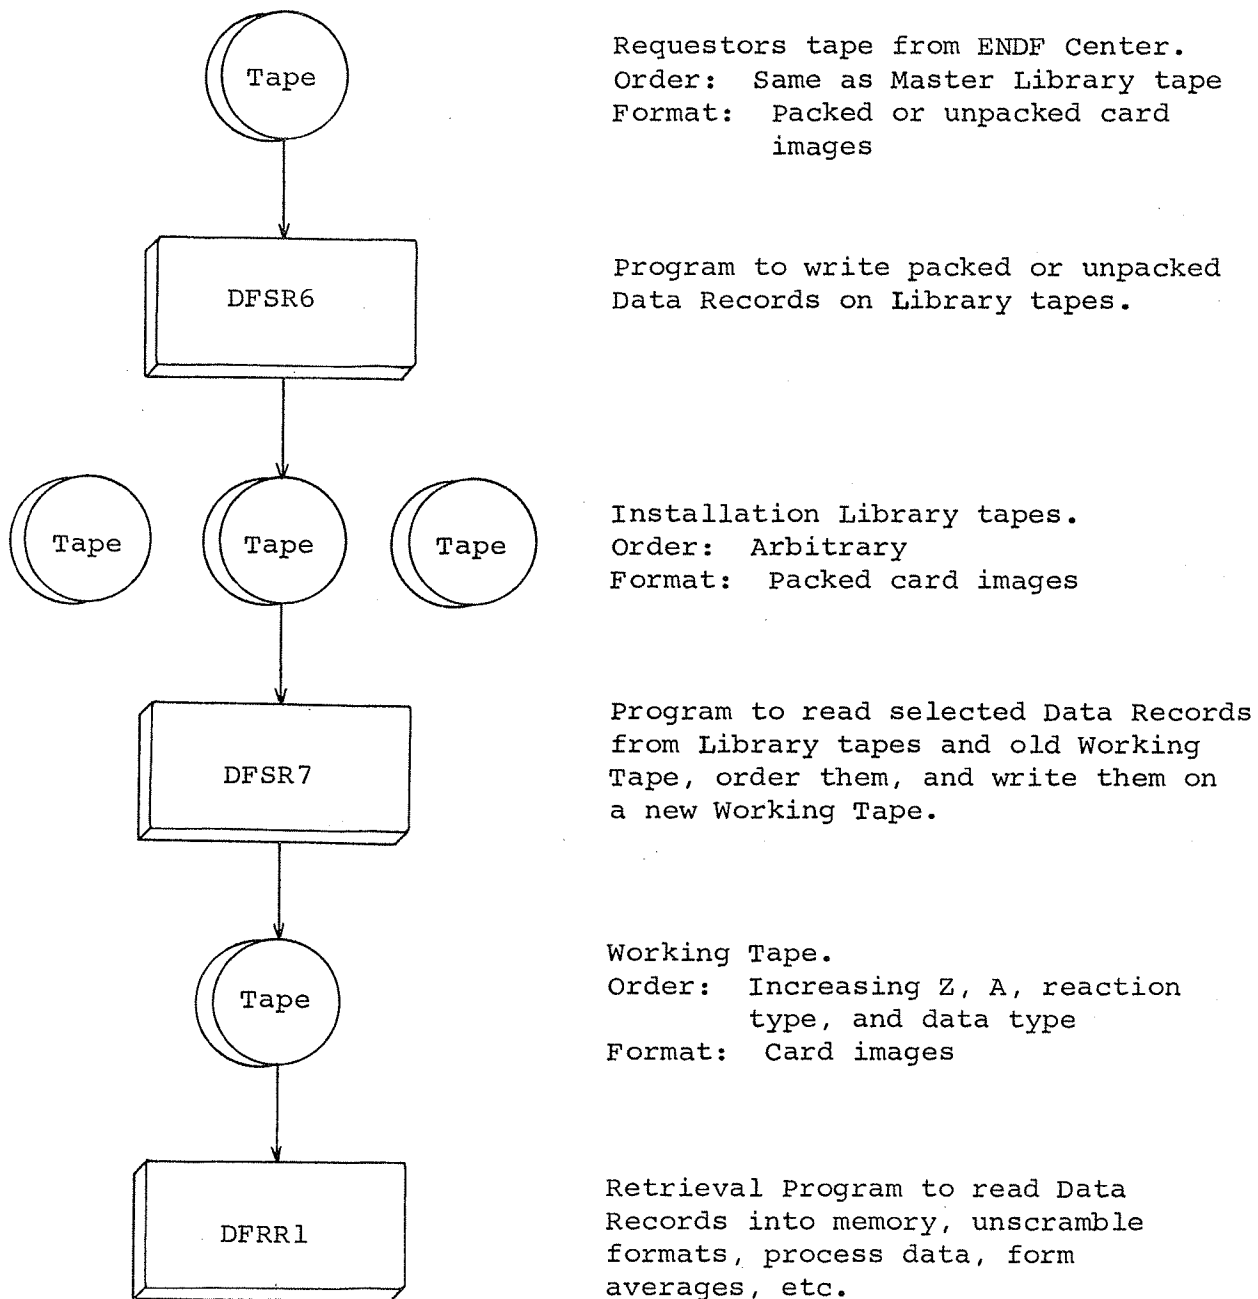 Tape
Requestors tape from ENDF Center.
Order: Same as Master Library tape
Format: Packed or unpacked card
images
DFSR6
Program to write packed or unpacked
Data Records on Library tapes.
Tape
Tape
Tape
Installation Library tapes.
Order: Arbitrary
Format: Packed card images
DFSR7
Program to read selected Data Records
from Library tapes and old Working
Tape, order them, and write them on
a new Working Tape.
Tape
Working Tape.
Order: Increasing Z, A, reaction
type, and data type
Format: Card images
DFRR1
Retrieval Program to read Data
Records into memory, unscramble
formats, process data, form
averages, etc.